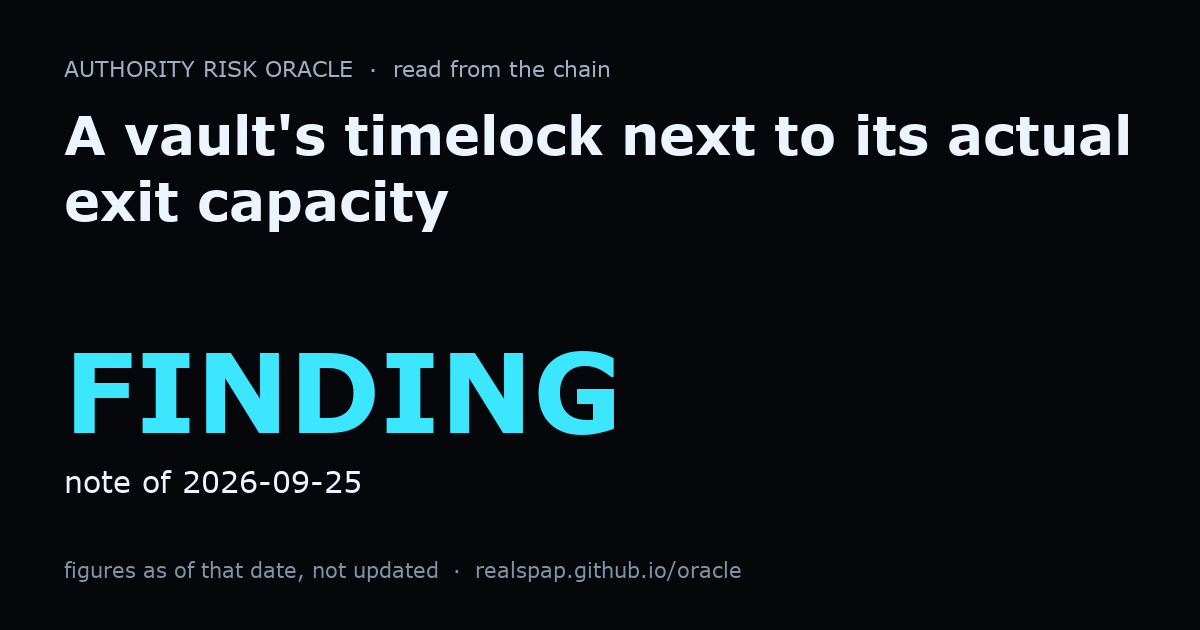 AUTHORITY RISK ORACLE · read from the chain
A vault's timelock next to its actual
exit capacity
FINDING
note of 2026-09-25
figures as of that date, not updated · realspap.github.io/oracle